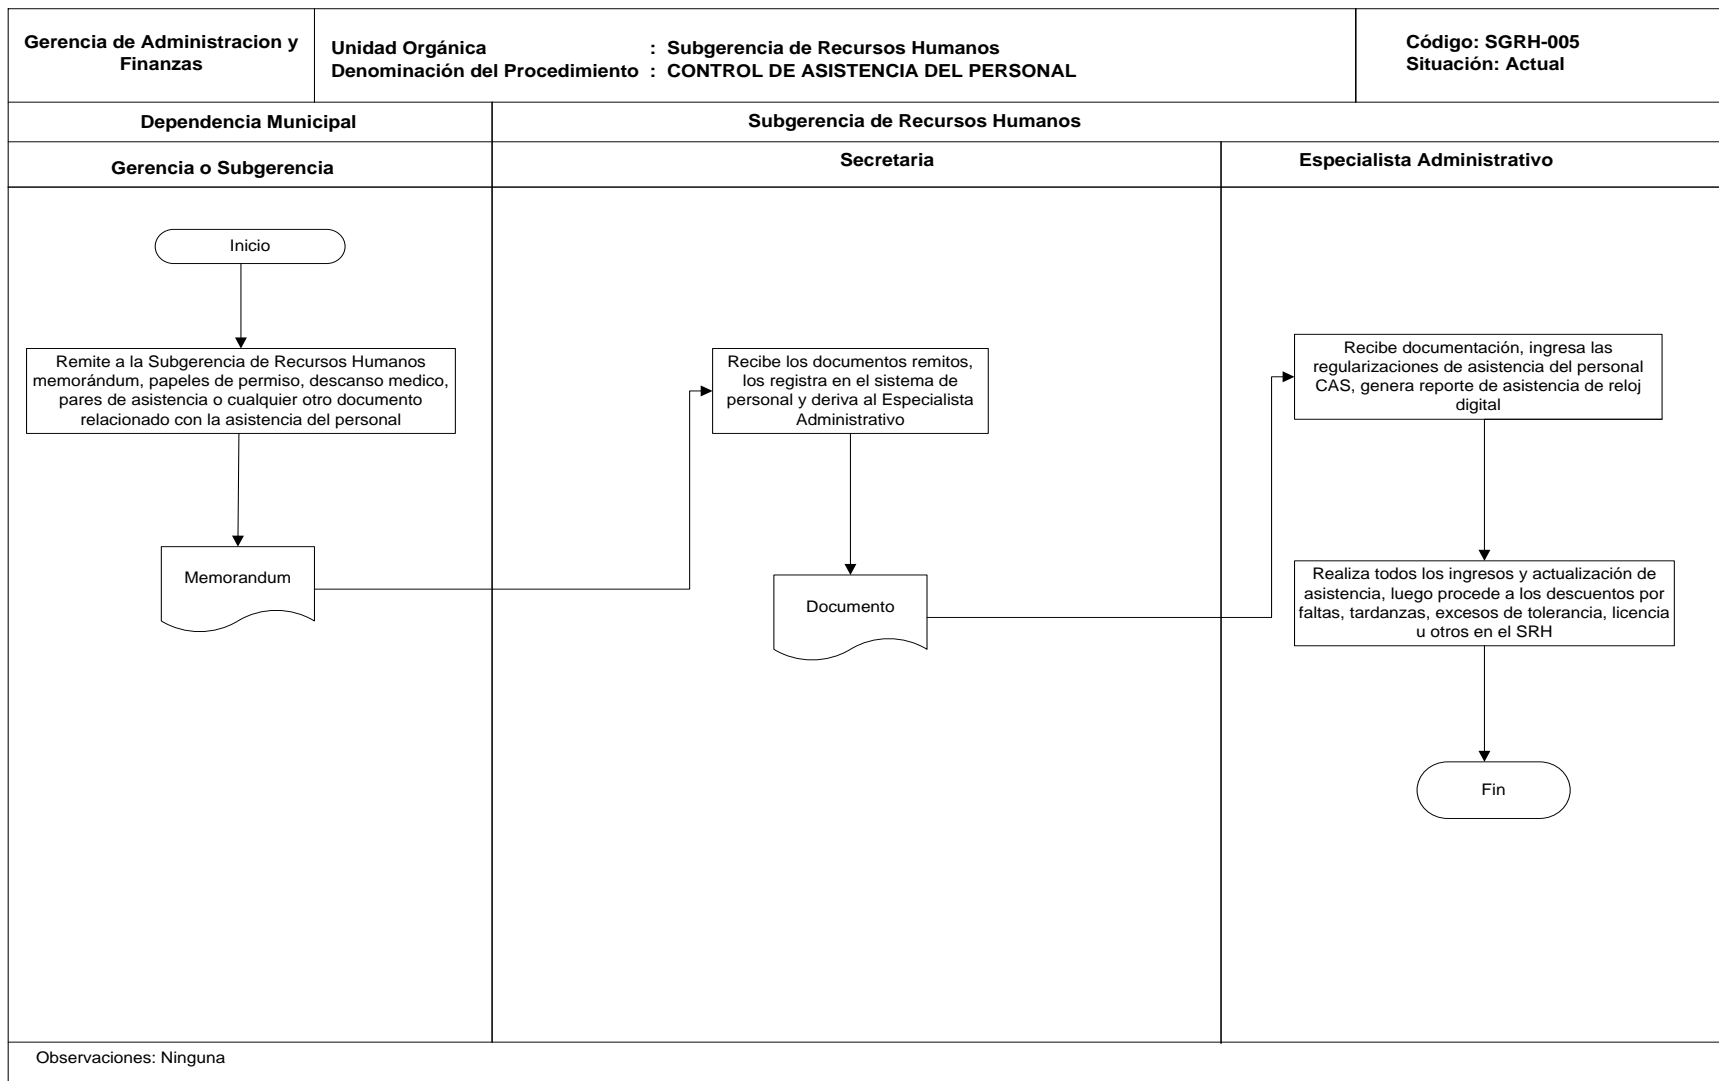 Gerencia de Administracion y
Finanzas
Unidad Orgánica : Subgerencia de Recursos Humanos
Denominación del Procedimiento : CONTROL DE ASISTENCIA DEL PERSONAL
Código: SGRH-005
Situación: Actual
Dependencia Municipal
Subgerencia de Recursos Humanos
Gerencia o Subgerencia
Secretaria
Especialista Administrativo
Inicio
Remite a la Subgerencia de Recursos Humanos
memorándum, papeles de permiso, descanso medico,
pares de asistencia o cualquier otro documento
relacionado con la asistencia del personal
Memorandum
Recibe los documentos remitos,
los registra en el sistema de
personal y deriva al Especialista
Administrativo
Documento
Recibe documentación, ingresa las
regularizaciones de asistencia del personal
CAS, genera reporte de asistencia de reloj
digital
Realiza todos los ingresos y actualización de
asistencia, luego procede a los descuentos por
faltas, tardanzas, excesos de tolerancia, licencia
u otros en el SRH
Fin
Observaciones: Ninguna